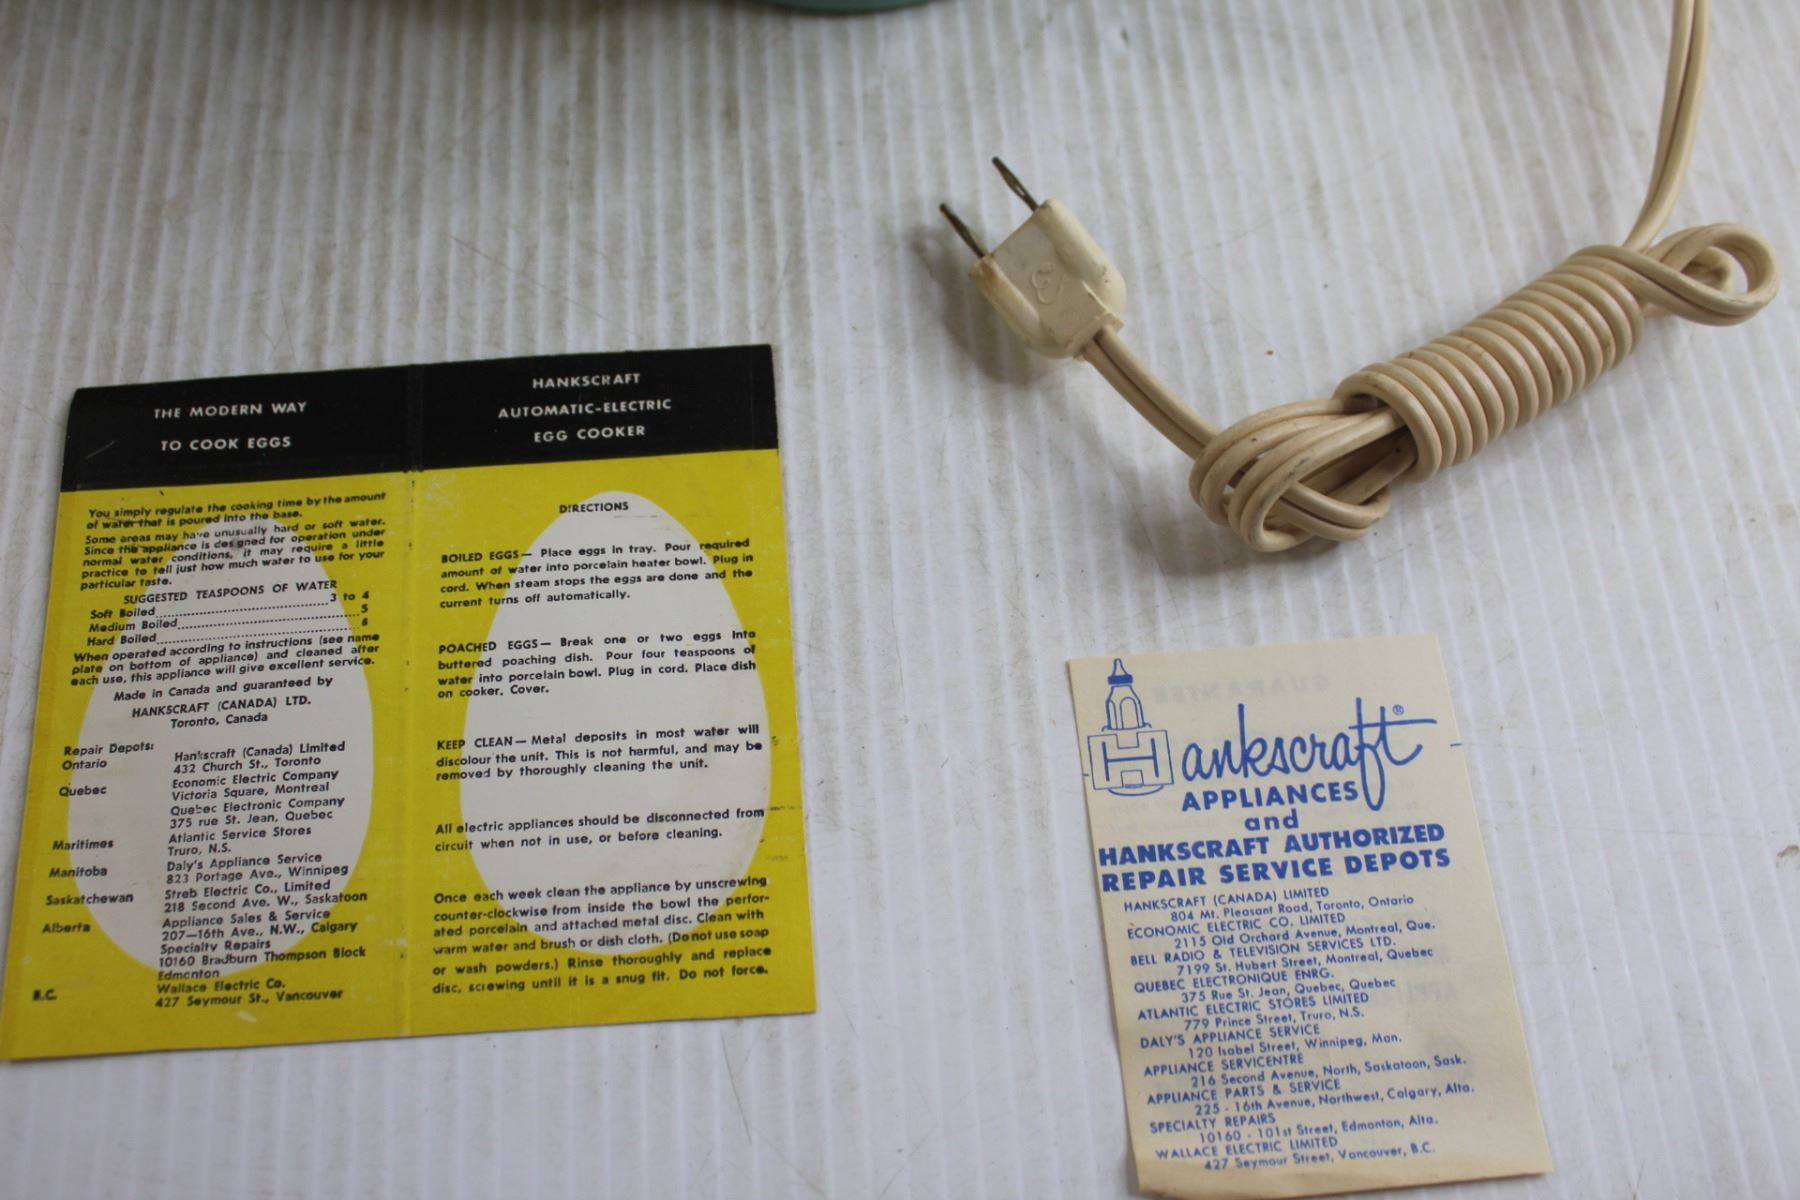 THE MODERN WAY
TO COOK EGGS
You simply regulate the cooking time by the amount
of water that is poured into the base.
Some areas may have unusually hard or soft water.
Since the appliance is designed for operation under
normal water conditions, it may require a little
practice to tell just how much water to use for your
particular taste.
SUGGESTED TEASPOONS OF WATER
Soft Boiled 3 to 4
Medium Boiled 5
Hard Boiled 6
When operated according to instructions (see name
plate on bottom of appliance) and cleaned after
each use, this appliance will give excellent service.
Made in Canada and guaranteed by
HANKSCRAFT (CANADA) LTD.
Toronto, Canada
Repair Depots:
Ontario Hankscraft (Canada) Limited
432 Church St., Toronto
Quebec Economic Electric Company
Victoria Square, Montreal
Quebec Electronic Company
375 rue St. Jean, Quebec
Maritimes Atlantic Service Stores
Truro, N.S.
Manitoba Daly's Appliance Service
823 Portage Ave., Winnipeg
Saskatchewan Streb Electric Co., Limited
218 Second Ave. W., Saskatoon
Alberta Appliance Sales & Service
207—16th Ave., N.W., Calgary
Specialty Repairs
10160 Bradburn Thompson Block
Edmonton
B.C. Wallace Electric Co.
427 Seymour St., Vancouver
HANKSCRAFT
AUTOMATIC-ELECTRIC
EGG COOKER
DIRECTIONS
BOILED EGGS— Place eggs in tray. Pour required
amount of water into porcelain heater bowl. Plug in
cord. When steam stops the eggs are done and the
current turns off automatically.
POACHED EGGS— Break one or two eggs into
buttered poaching dish. Pour four teaspoons of
water into porcelain bowl. Plug in cord. Place dish
on cooker. Cover.
KEEP CLEAN— Metal deposits in most water will
discolour the unit. This is not harmful, and may be
removed by thoroughly cleaning the unit.
All electric appliances should be disconnected from
circuit when not in use, or before cleaning.
Once each week clean the appliance by unscrewing
counter-clockwise from inside the bowl the perfor-
ated porcelain and attached metal disc. Clean with
warm water and brush or dish cloth. (Do not use soap
or wash powders.) Rinse thoroughly and replace
disc, screwing until it is a snug fit. Do not force.
Hankscraft®
APPLIANCES
and
HANKSCRAFT AUTHORIZED
REPAIR SERVICE DEPOTS
HANKSCRAFT (CANADA) LIMITED
804 Mt. Pleasant Road, Toronto, Ontario
ECONOMIC ELECTRIC CO. LIMITED
2115 Old Orchard Avenue, Montreal, Que.
BELL RADIO & TELEVISION SERVICES LTD.
7199 St. Hubert Street, Montreal, Quebec
QUEBEC ELECTRONIQUE ENRG.
375 Rue St. Jean, Quebec, Quebec
ATLANTIC ELECTRIC STORES LIMITED
779 Prince Street, Truro, N.S.
DALY'S APPLIANCE SERVICE
120 Isabel Street, Winnipeg, Man.
APPLIANCE SERVICENTRE
216 Second Avenue, North, Saskatoon, Sask.
APPLIANCE PARTS & SERVICE
225 - 16th Avenue, Northwest, Calgary, Alta.
SPECIALTY REPAIRS
10160 - 101st Street, Edmonton, Alta.
WALLACE ELECTRIC LIMITED
427 Seymour Street, Vancouver, B.C.